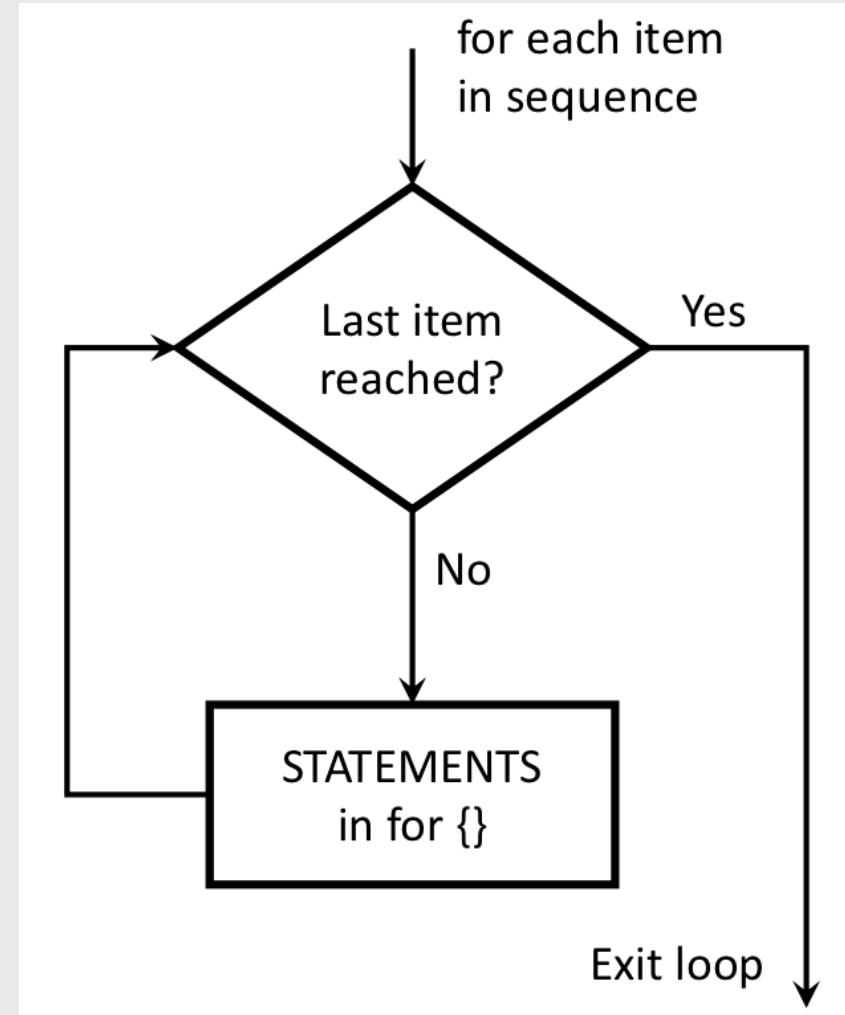 for each item
in sequence
Last item
reached?
Yes
No
STATEMENTS
in for {}
Exit loop